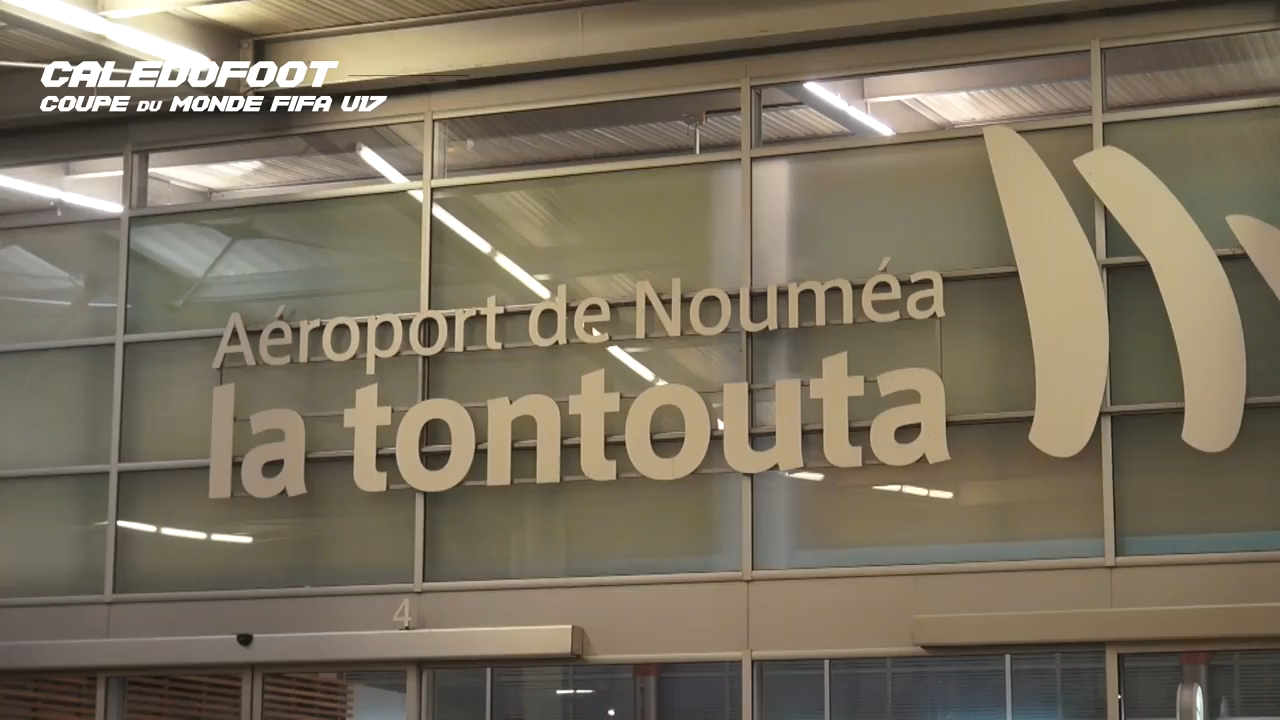 CALEDOFOOT
COUPE DU MONDE FIFA U17
Aéroport de Nouméa
la tontouta
4